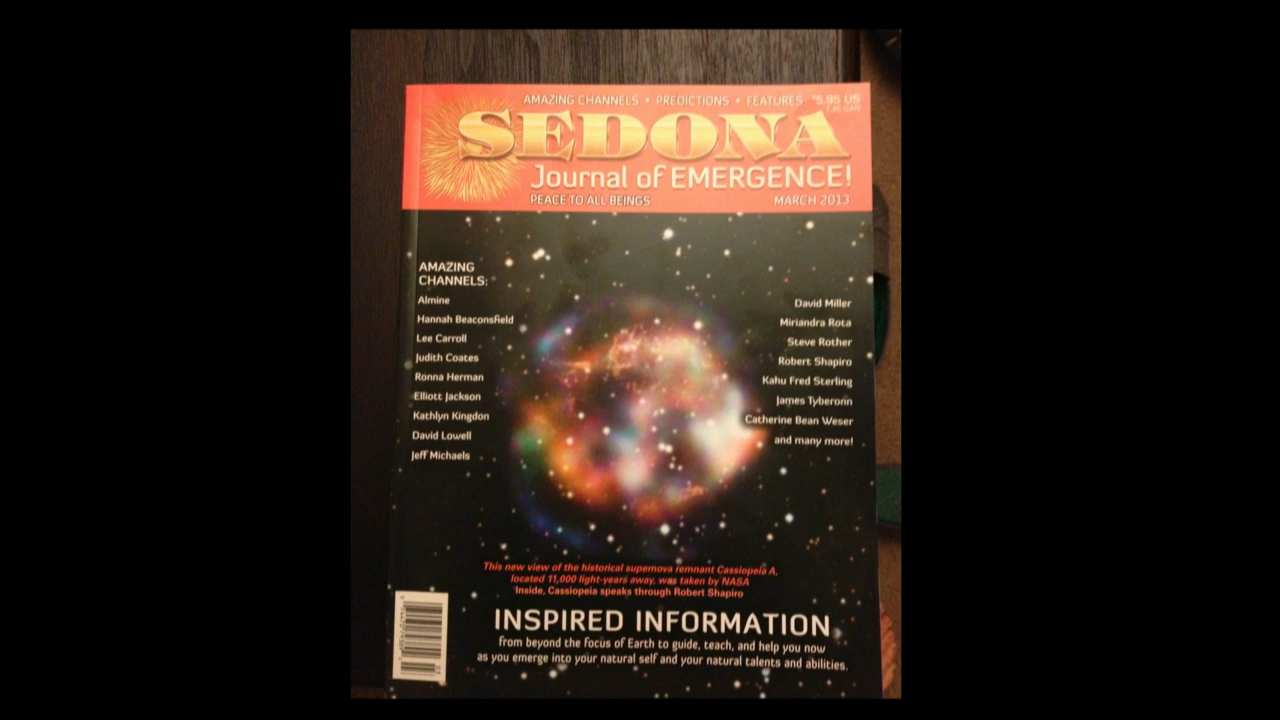 AMAZING CHANNELS • PREDICTIONS • FEATURES $5.95 US
SEDONA
Journal of EMERGENCE!
PEACE TO ALL BEINGS MARCH 2013
AMAZING
CHANNELS:
Almine
Hannah Beaconsfield
Lee Carroll
Judith Coates
Ronna Herman
Elliott Jackson
Kathlyn Kingdon
David Lowell
Jeff Michaels
David Miller
Miriandra Rota
Steve Rother
Robert Shapiro
Kahu Fred Sterling
James Tyberonn
Catherine Bean Weser
and many more!
This new view of the historical supernova remnant Cassiopeia A,
located 11,000 light-years away, was taken by NASA
Inside, Cassiopeia speaks through Robert Shapiro
INSPIRED INFORMATION
from beyond the focus of Earth to guide, teach, and help you now
as you emerge into your natural self and your natural talents and abilities.
03